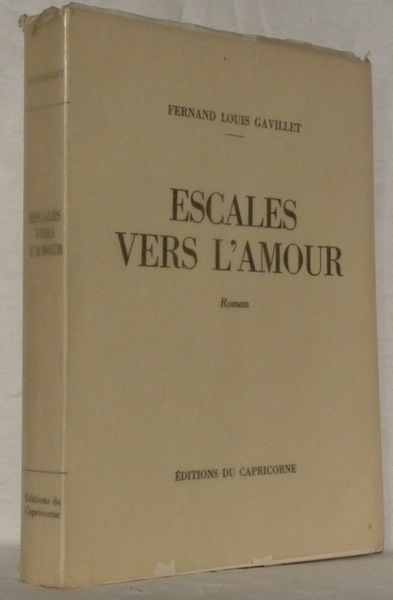 FERNAND LOUIS GAVILLET
ESCALES
VERS L'AMOUR
Roman
ÉDITIONS DU CAPRICORNE
ESCALES
VERS
L'AMOUR
Editions du
Capricorne